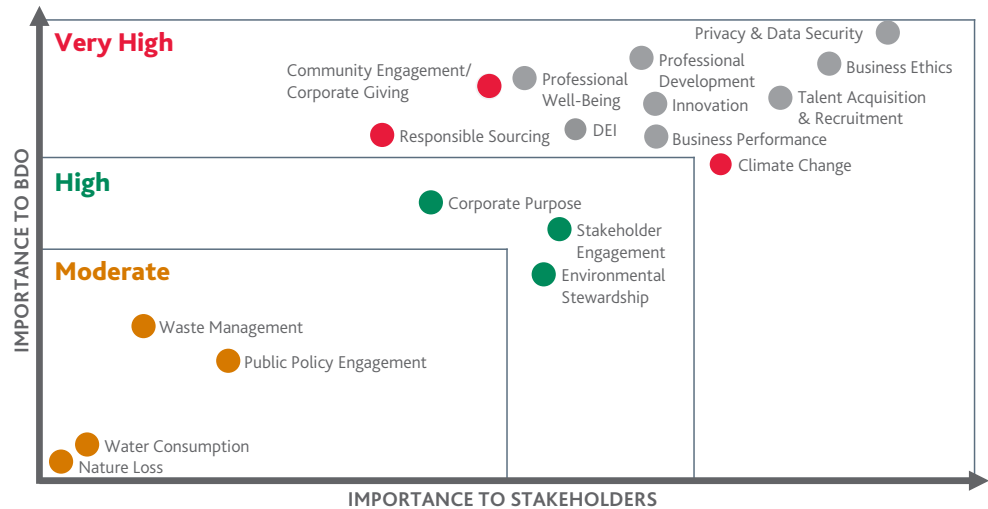 Very High
Privacy & Data Security
Community Engagement/
Corporate Giving
Professional
Well-Being
Professional
Development
Business Ethics
Innovation
Talent Acquisition
& Recruitment
Responsible Sourcing
DEI
Business Performance
Climate Change
High
Corporate Purpose
Stakeholder
Engagement
Environmental
Stewardship
Moderate
Waste Management
Public Policy Engagement
Water Consumption
Nature Loss
IMPORTANCE TO BDO
IMPORTANCE TO STAKEHOLDERS